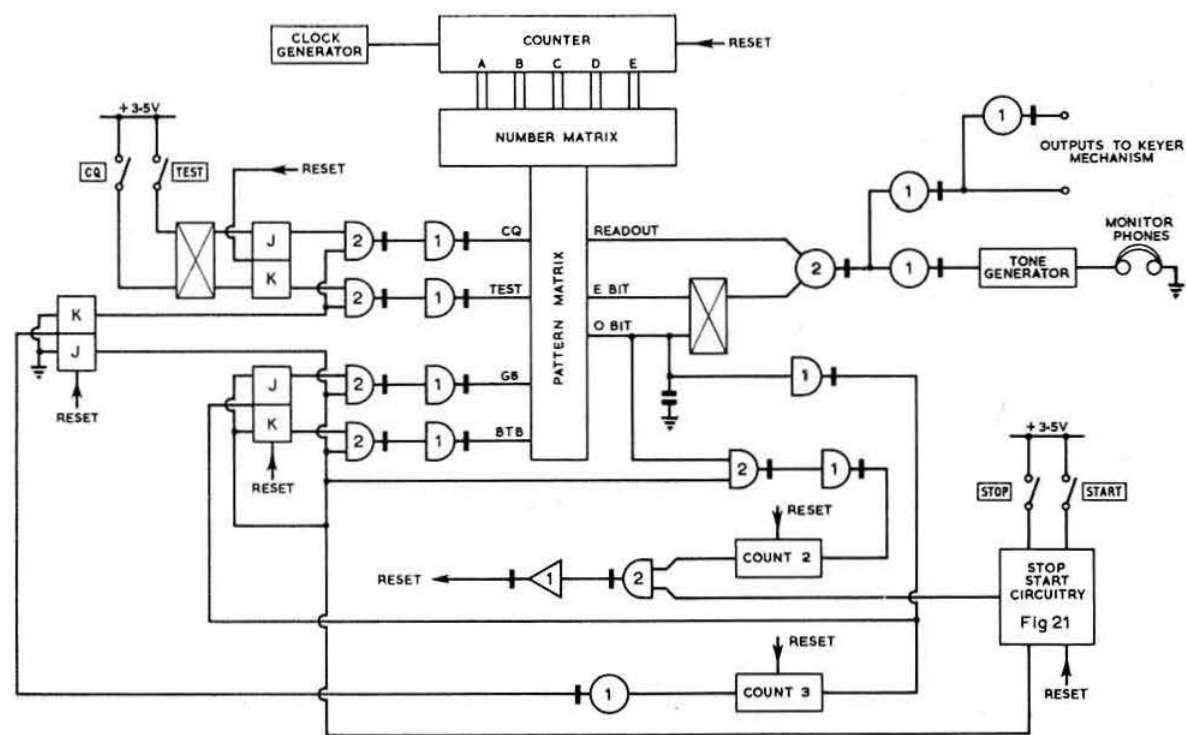 CLOCK
GENERATOR
COUNTER
RESET
A B C D E
NUMBER MATRIX
+3-5V
CQ
TEST
RESET
J
K
2
1
CQ
2
1
TEST
K
J
RESET
J
K
RESET
2
1
GB
2
1
BTB
PATTERN MATRIX
READOUT
E BIT
O BIT
2
1
1
1
OUTPUTS TO KEYER
MECHANISM
TONE
GENERATOR
MONITOR
PHONES
1
2
1
+3-5V
STOP
START
RESET
COUNT 2
RESET
1
2
STOP
START
CIRCUITRY
Fig 21
RESET
RESET
COUNT 3
1